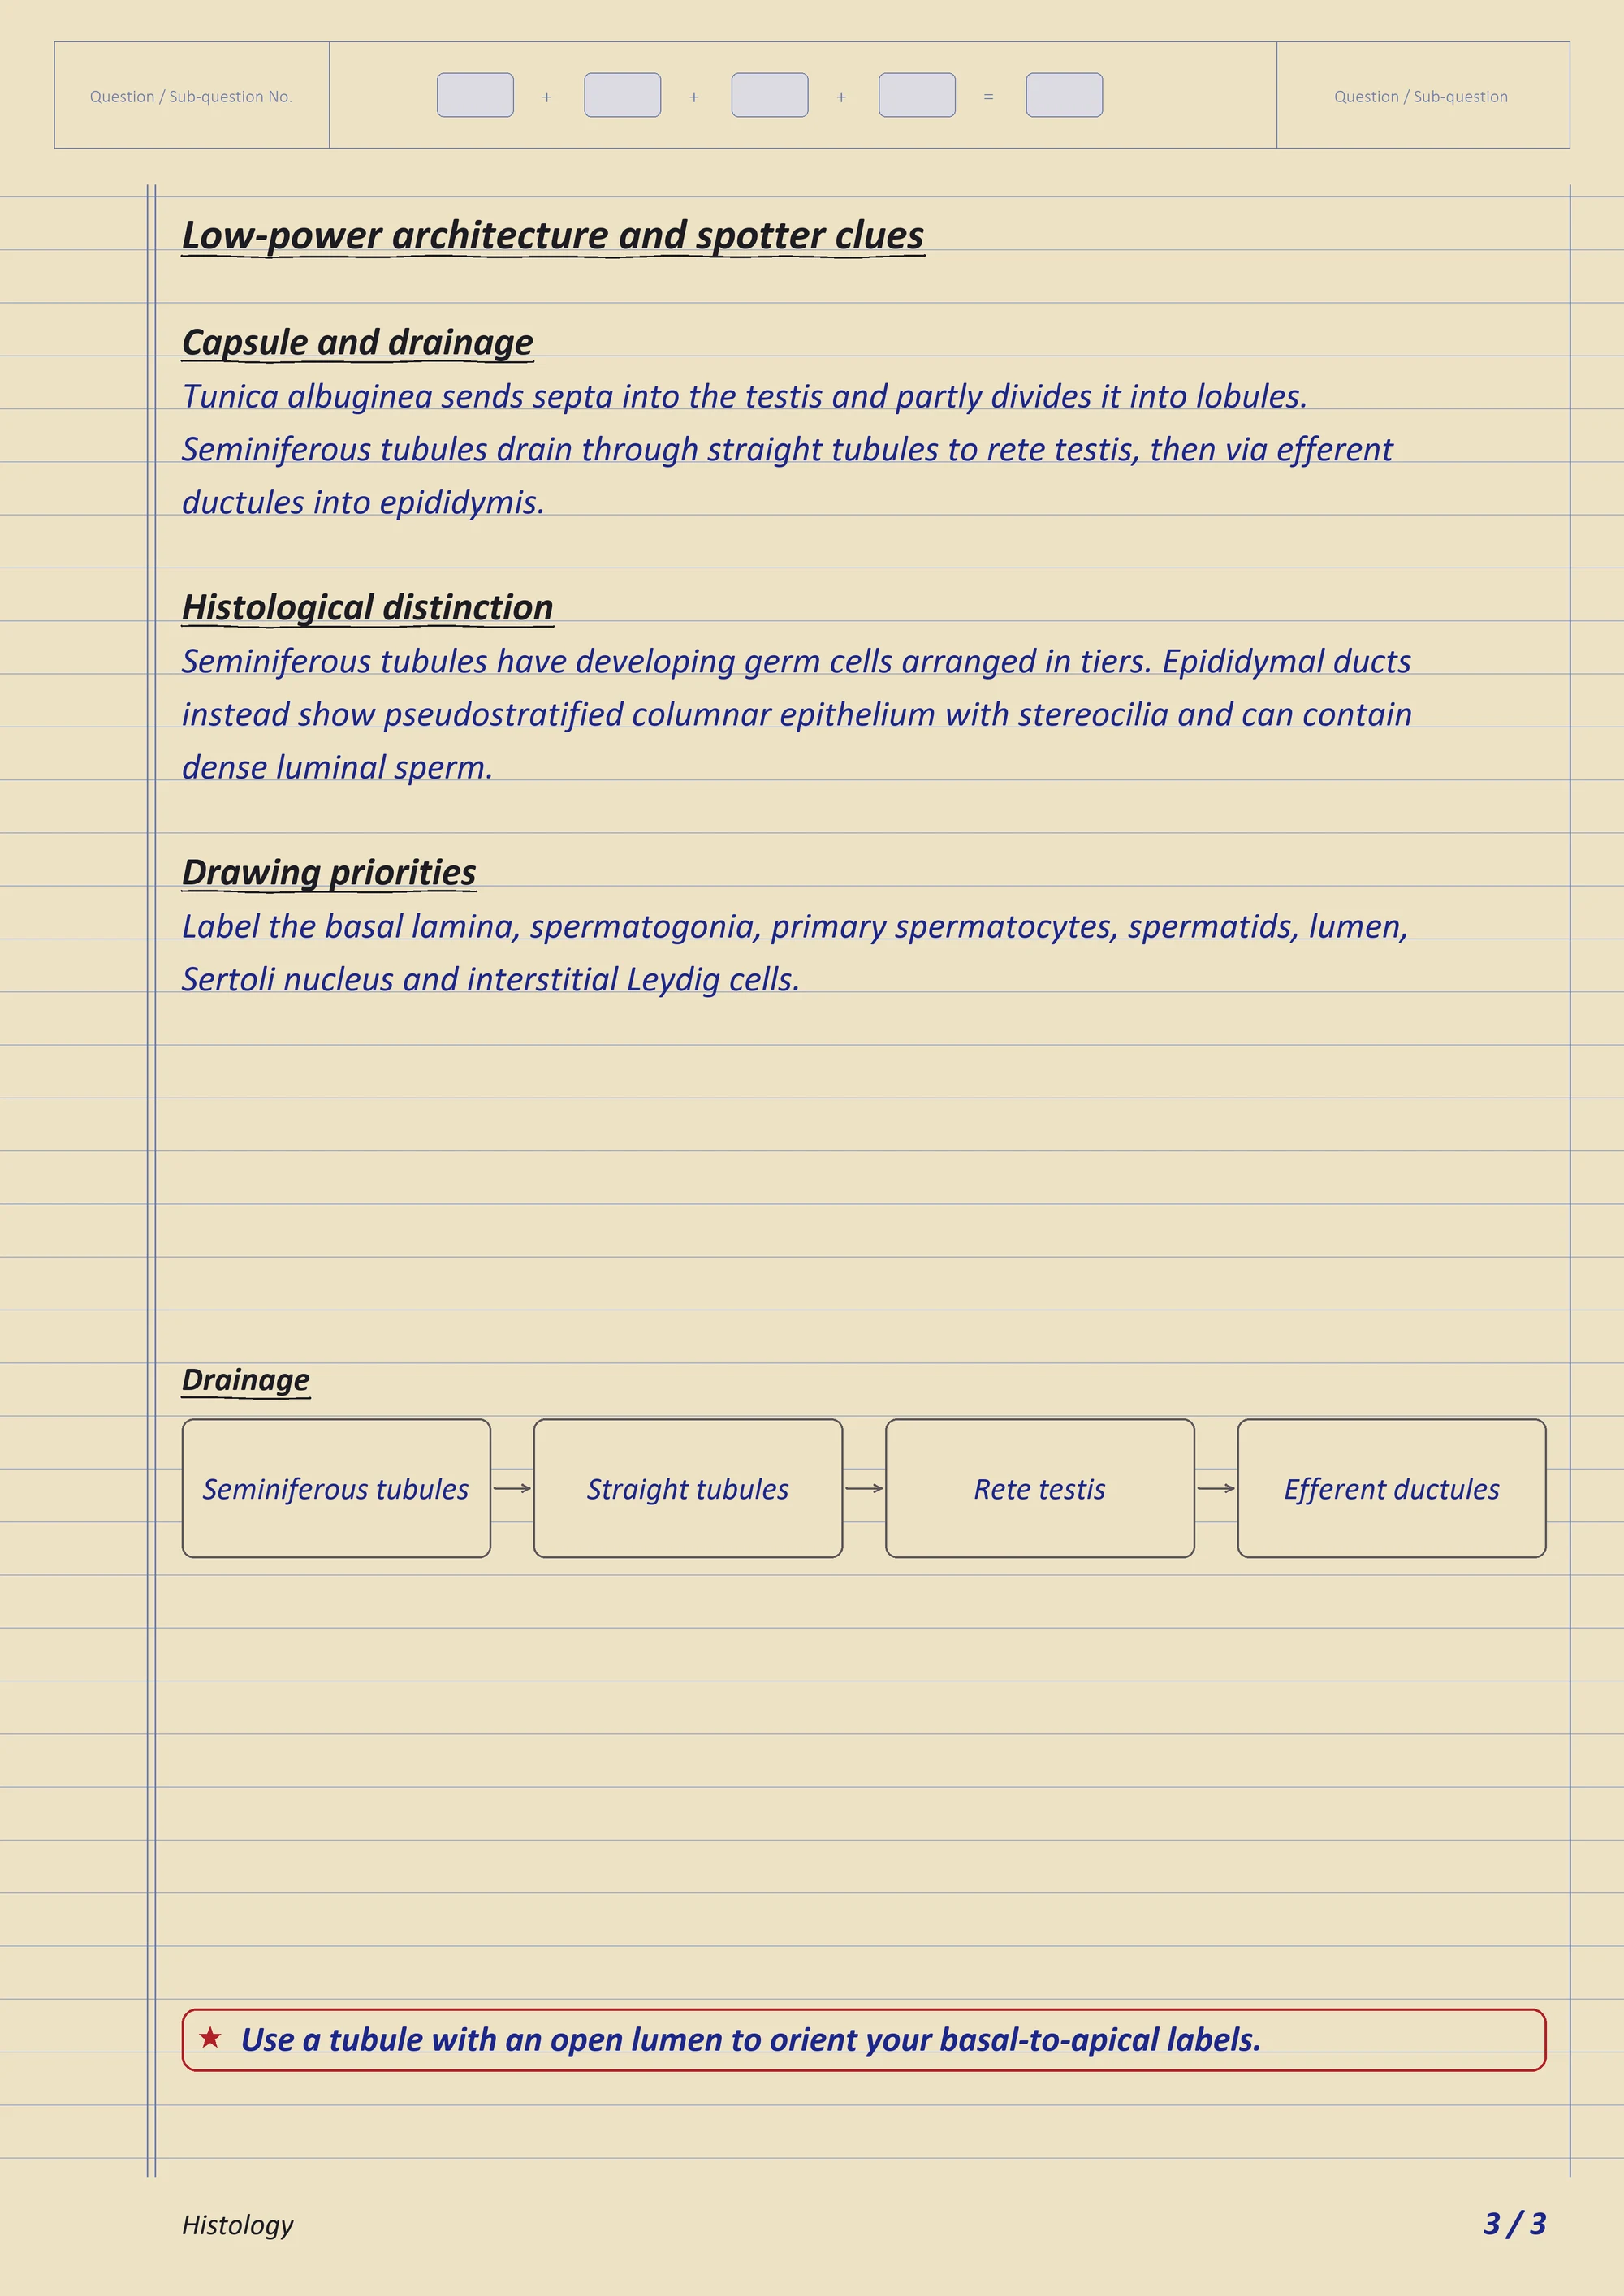 Question / Sub-question No.
+ + + =
Question / Sub-question
Low-power architecture and spotter clues
Capsule and drainage
Tunica albuginea sends septa into the testis and partly divides it into lobules.
Seminiferous tubules drain through straight tubules to rete testis, then via efferent
ductules into epididymis.
Histological distinction
Seminiferous tubules have developing germ cells arranged in tiers. Epididymal ducts
instead show pseudostratified columnar epithelium with stereocilia and can contain
dense luminal sperm.
Drawing priorities
Label the basal lamina, spermatogonia, primary spermatocytes, spermatids, lumen,
Sertoli nucleus and interstitial Leydig cells.
Drainage
Seminiferous tubules
Straight tubules
Rete testis
Efferent ductules
★ Use a tubule with an open lumen to orient your basal-to-apical labels.
Histology
3 / 3